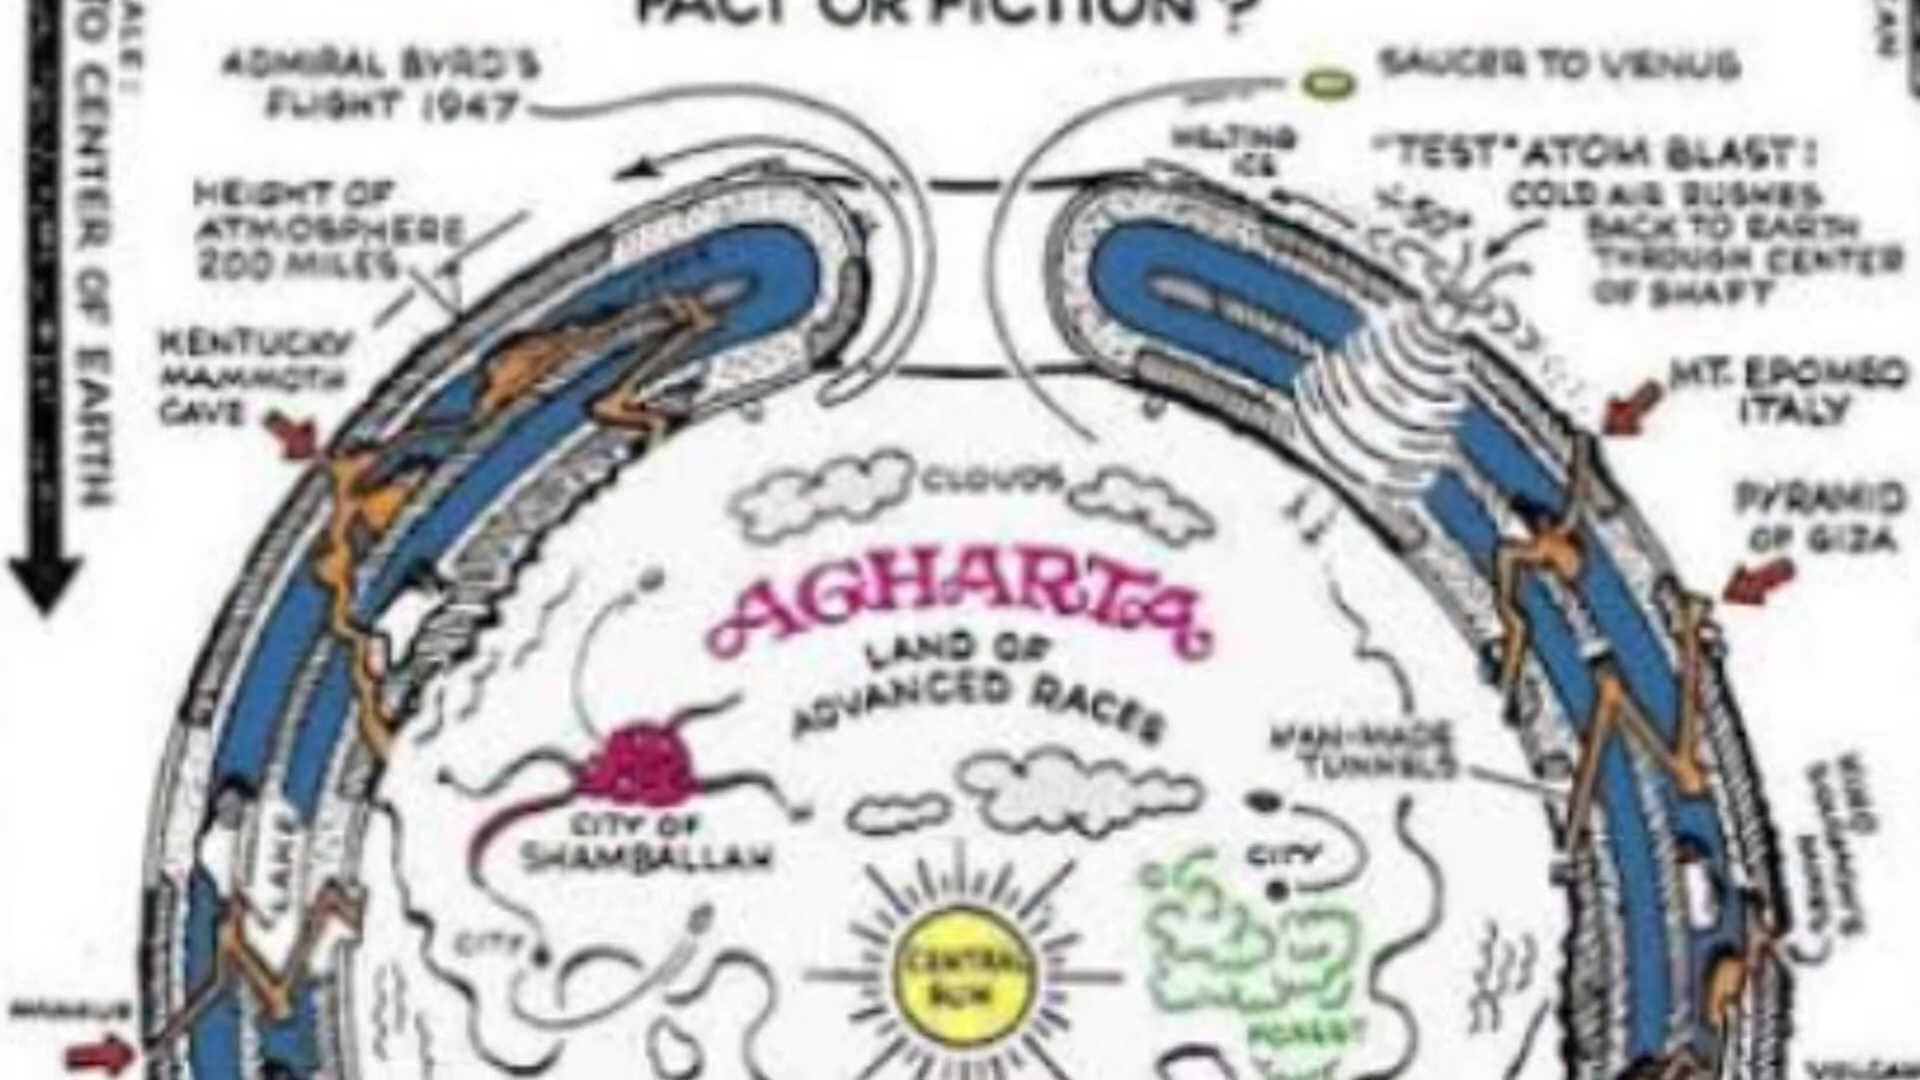 FACT OR FICTION?
ALE:
TO CENTER OF EARTH
ADMIRAL BYRD'S
FLIGHT 1947
SAUCER TO VENUS
MELTING
ICE
"TEST" ATOM BLAST!
COLD AIR RUSHES
BACK TO EARTH
THROUGH CENTER
OF SHAFT
HEIGHT OF
ATMOSPHERE
200 MILES
KENTUCKY
MAMMOTH
CAVE
MT. EPOMEO
ITALY
PYRAMID
OF GIZA
CLOUDS
AGHARTA
LAND OF
ADVANCED RACES
MAN-MADE
TUNNELS
CITY OF
SHAMBALLAH
CITY
LAKE
CITY
CENTRAL
SUN
FOREST
MANAUS